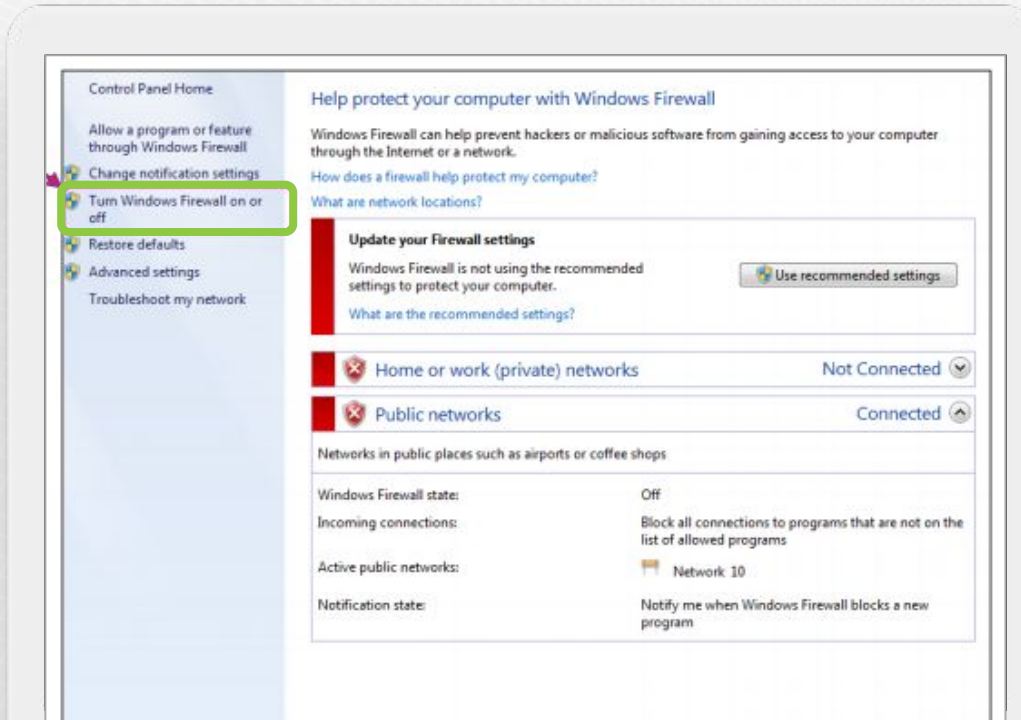 Control Panel Home
Allow a program or feature
through Windows Firewall
Change notification settings
Turn Windows Firewall on or
off
Restore defaults
Advanced settings
Troubleshoot my network
Help protect your computer with Windows Firewall
Windows Firewall can help prevent hackers or malicious software from gaining access to your computer
through the Internet or a network.
How does a firewall help protect my computer?
What are network locations?
Update your Firewall settings
Windows Firewall is not using the recommended
settings to protect your computer.
Use recommended settings
What are the recommended settings?
Home or work (private) networks
Not Connected
Public networks
Connected
Networks in public places such as airports or coffee shops
Windows Firewall state:
Off
Incoming connections:
Block all connections to programs that are not on the
list of allowed programs
Active public networks:
Network 10
Notification state:
Notify me when Windows Firewall blocks a new
program